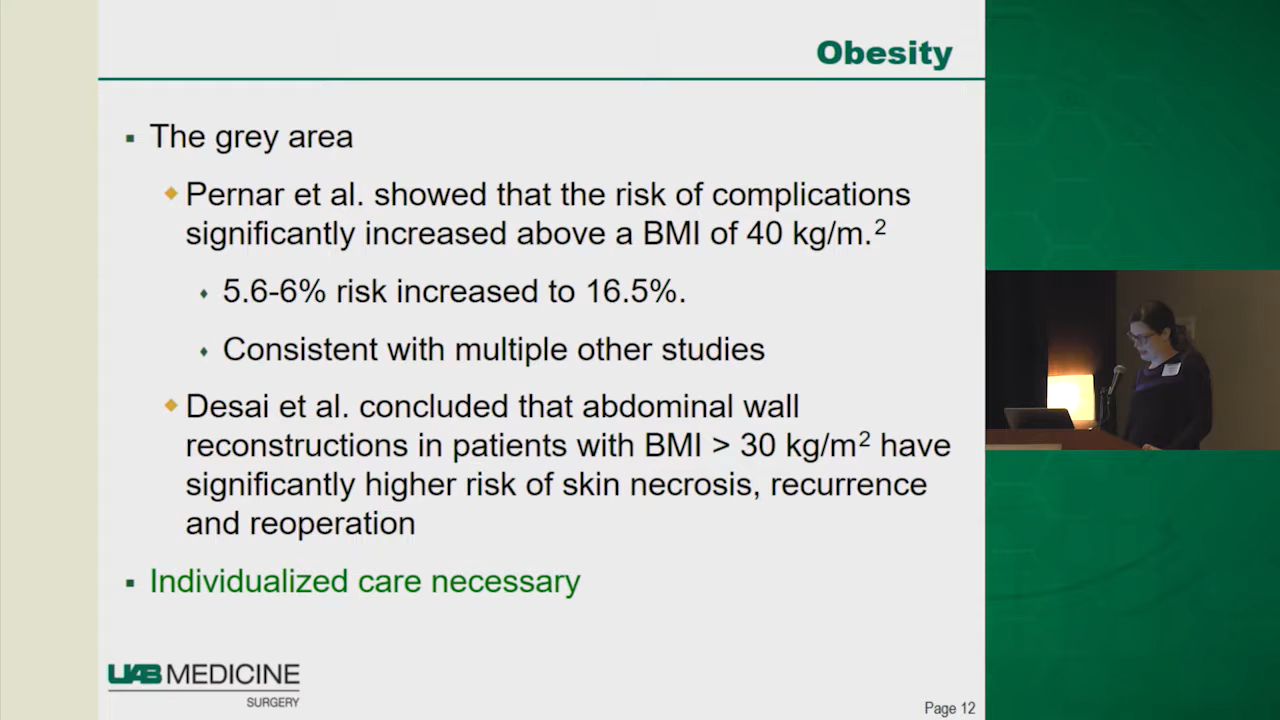 Obesity
▪ The grey area
◆ Pernar et al. showed that the risk of complications
significantly increased above a BMI of 40 kg/m.²
♦ 5.6-6% risk increased to 16.5%.
♦ Consistent with multiple other studies
◆ Desai et al. concluded that abdominal wall
reconstructions in patients with BMI > 30 kg/m² have
significantly higher risk of skin necrosis, recurrence
and reoperation
▪ Individualized care necessary
UAB MEDICINE
SURGERY
Page 12